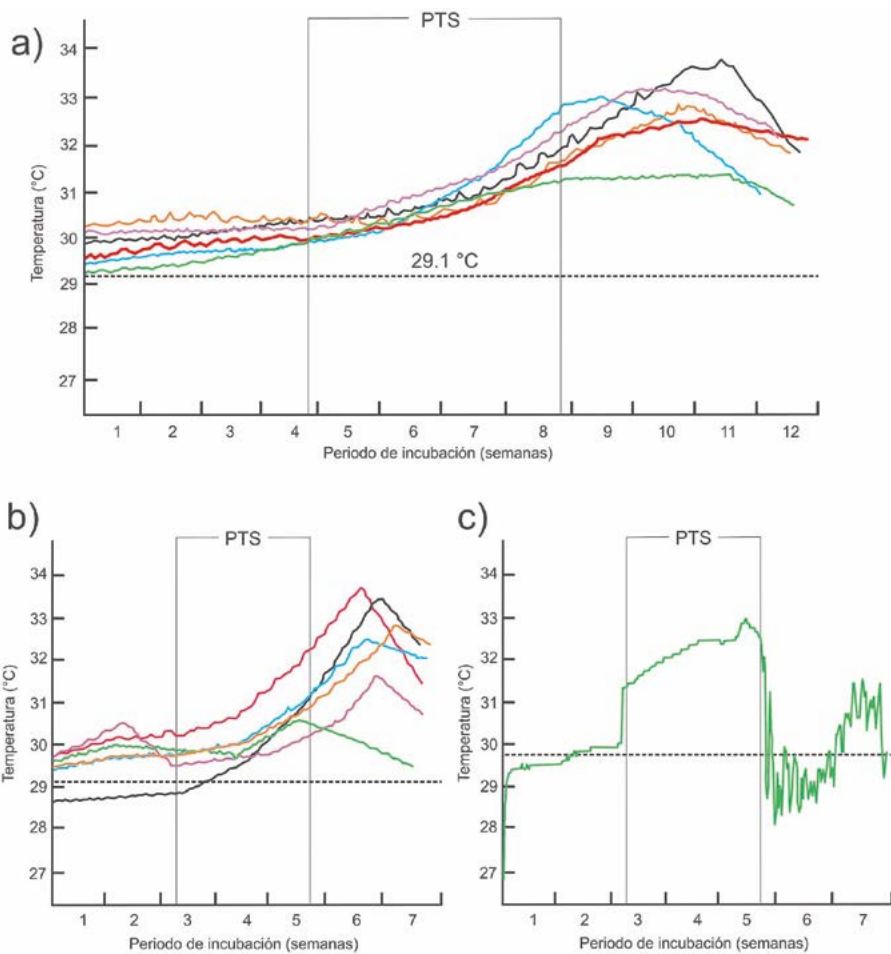 a)
PTS
34
33
32
31
30
29
28
27
29.1 °C
Temperatura (°C)
1 2 3 4 5 6 7 8 9 10 11 12
Periodo de incubación (semanas)
b)
PTS
34
33
32
31
30
29
28
27
Temperatura (°C)
1 2 3 4 5 6 7
Periodo de incubación (semanas)
c)
PTS
34
33
32
31
30
29
28
27
Temperatura (°C)
1 2 3 4 5 6 7
Periodo de incubación (semanas)